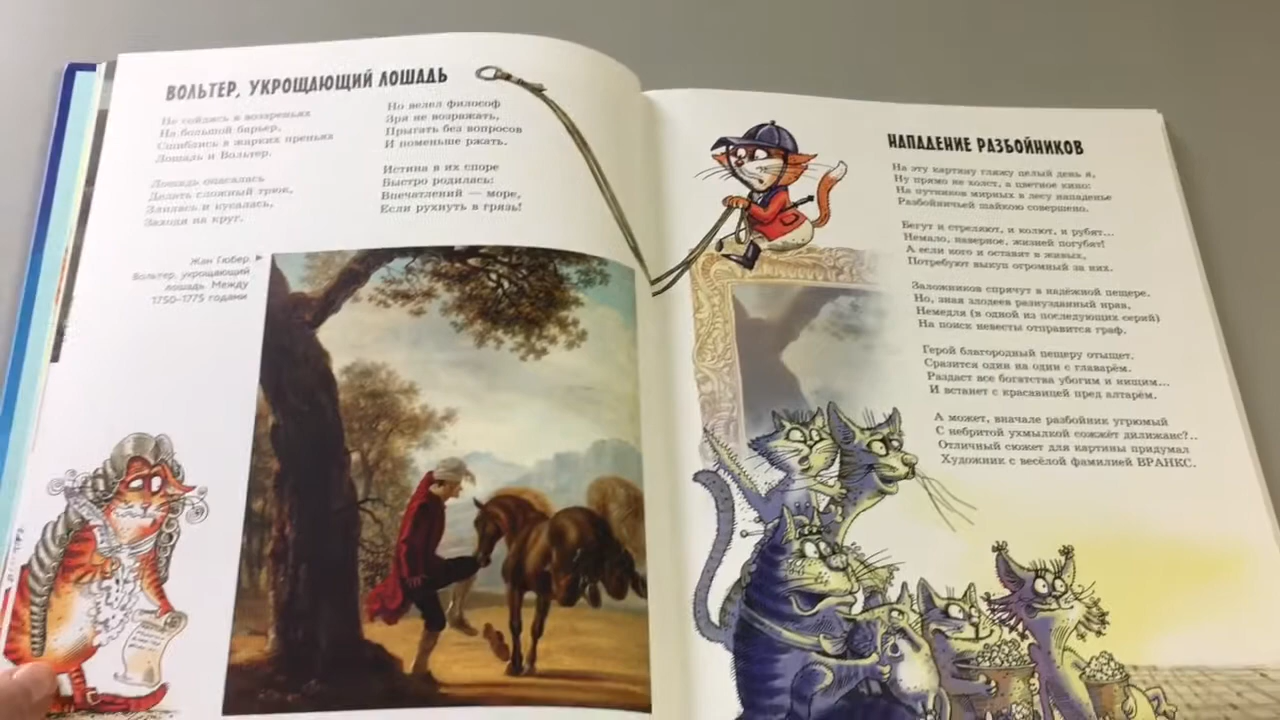 ВОЛЬТЕР, УКРОЩАЮЩИЙ ЛОШАДЬ
Не сойдясь в воззреньях
На большой барьер,
Сшиблись в жарких преньях
Лошадь и Вольтер.
Лошадь опасалась
Делать сложный трюк,
Злилась и кусалась,
Заходя на круг.
Но велел философ
Зря не возражать,
Прыгать без вопросов
И поменьше ржать.
Истина в их споре
Быстро родилась:
Впечатлений — море,
Если рухнуть в грязь!
Жан Гюбер
Вольтер, укрощающий
лошадь. Между
1750–1775 годами
НАПАДЕНИЕ РАЗБОЙНИКОВ
На эту картину гляжу целый день я,
Ну прямо не холст, а цветное кино:
На путников мирных в лесу нападенье
Разбойничьей шайкою совершено.
Бегут и стреляют, и колют, и рубят...
Немало, наверное, жизней погубят!
А если кого и оставят в живых,
Потребуют выкуп огромный за них.
Заложников спрячут в надёжной пещере.
Но, зная злодеев разнузданный нрав,
Немедля (в одной из последующих серий)
На поиск невесты отправится граф.
Герой благородный пещеру отыщет.
Сразится один на один с главарём.
Раздаст все богатства убогим и нищим...
И встанет с красавицей пред алтарём.
А может, вначале разбойник угрюмый
С небритой ухмылкой сожжёт дилижанс?..
Отличный сюжет для картины придумал
Художник с весёлой фамилией ВРАНКС.